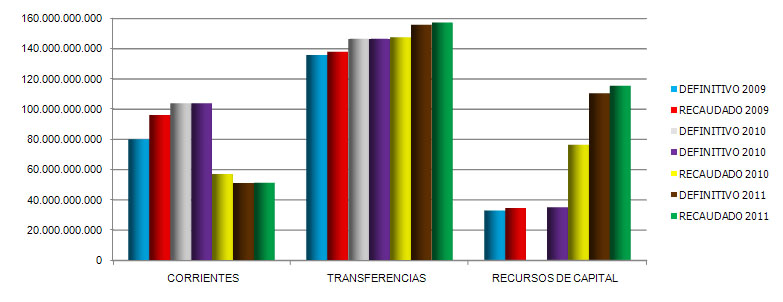 160.000.000.000
140.000.000.000
120.000.000.000
100.000.000.000
80.000.000.000
60.000.000.000
40.000.000.000
20.000.000.000
0
CORRIENTES
TRANSFERENCIAS
RECURSOS DE CAPITAL
DEFINITIVO 2009
RECAUDADO 2009
DEFINITIVO 2010
DEFINITIVO 2010
RECAUDADO 2010
DEFINITIVO 2011
RECAUDADO 2011